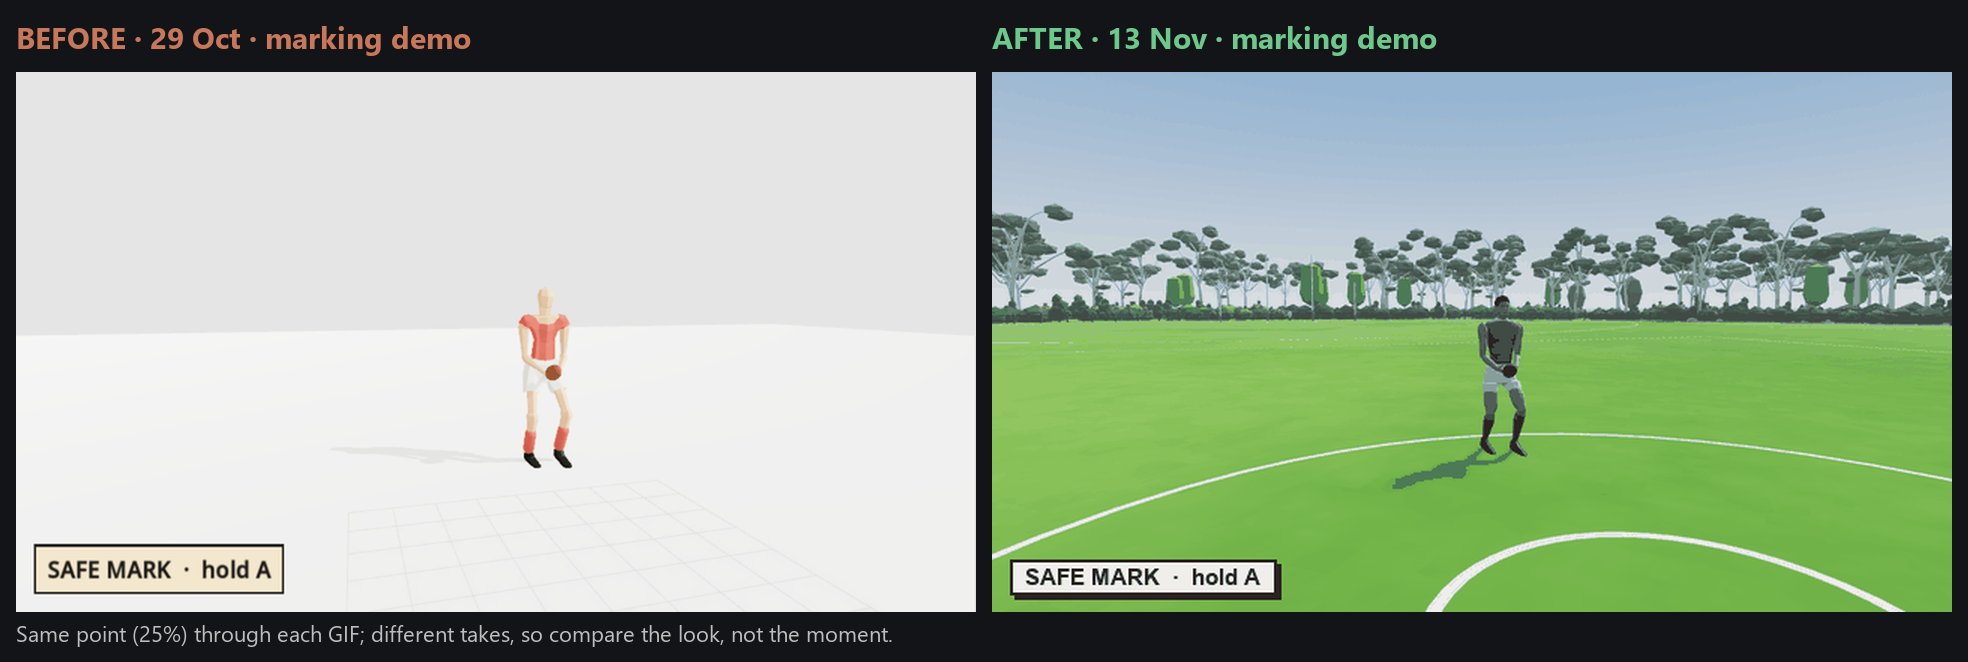 BEFORE · 29 Oct · marking demo
AFTER · 13 Nov · marking demo
SAFE MARK · hold A
SAFE MARK · hold A
Same point (25%) through each GIF; different takes, so compare the look, not the moment.